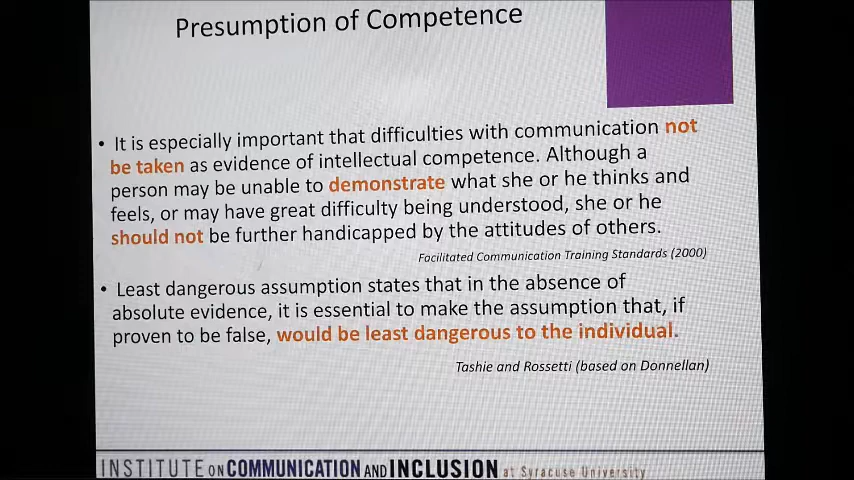 Presumption of Competence
• It is especially important that difficulties with communication not
be taken as evidence of intellectual competence. Although a
person may be unable to demonstrate what she or he thinks and
feels, or may have great difficulty being understood, she or he
should not be further handicapped by the attitudes of others.
Facilitated Communication Training Standards (2000)
• Least dangerous assumption states that in the absence of
absolute evidence, it is essential to make the assumption that, if
proven to be false, would be least dangerous to the individual.
Tashie and Rossetti (based on Donnellan)
INSTITUTE ON COMMUNICATION AND INCLUSION at Syracuse University